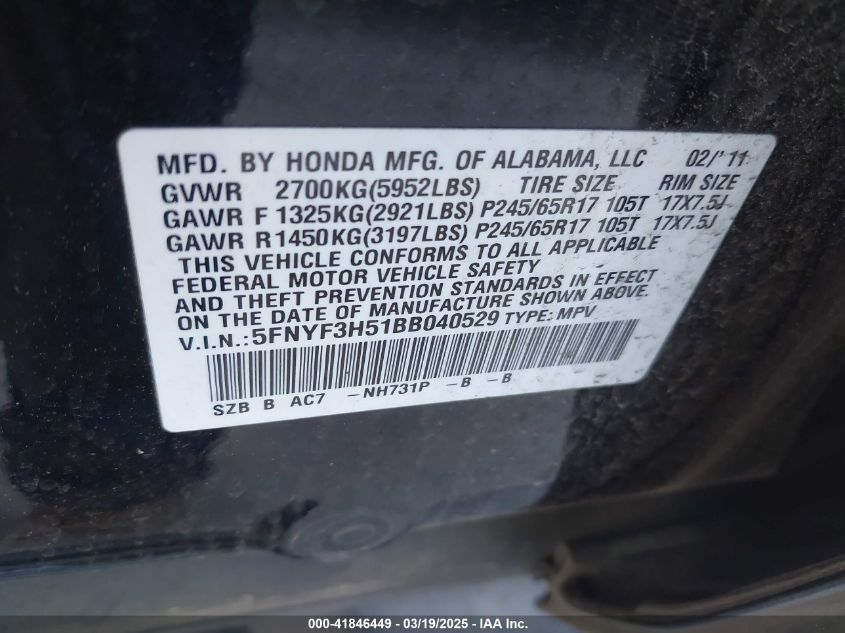 MFD. BY HONDA MFG. OF ALABAMA, LLC 02/'11
GVWR 2700KG(5952LBS) TIRE SIZE RIM SIZE
GAWR F 1325KG(2921LBS) P245/65R17 105T 17X7.5J
GAWR R1450KG(3197LBS) P245/65R17 105T 17X7.5J
THIS VEHICLE CONFORMS TO ALL APPLICABLE
FEDERAL MOTOR VEHICLE SAFETY
AND THEFT PREVENTION STANDARDS IN EFFECT
ON THE DATE OF MANUFACTURE SHOWN ABOVE.
V.I.N.:5FNYF3H51BB040529 TYPE: MPV
SZB B AC7 -NH731P -B -B
000-41846449 - 03/19/2025 - IAA Inc.